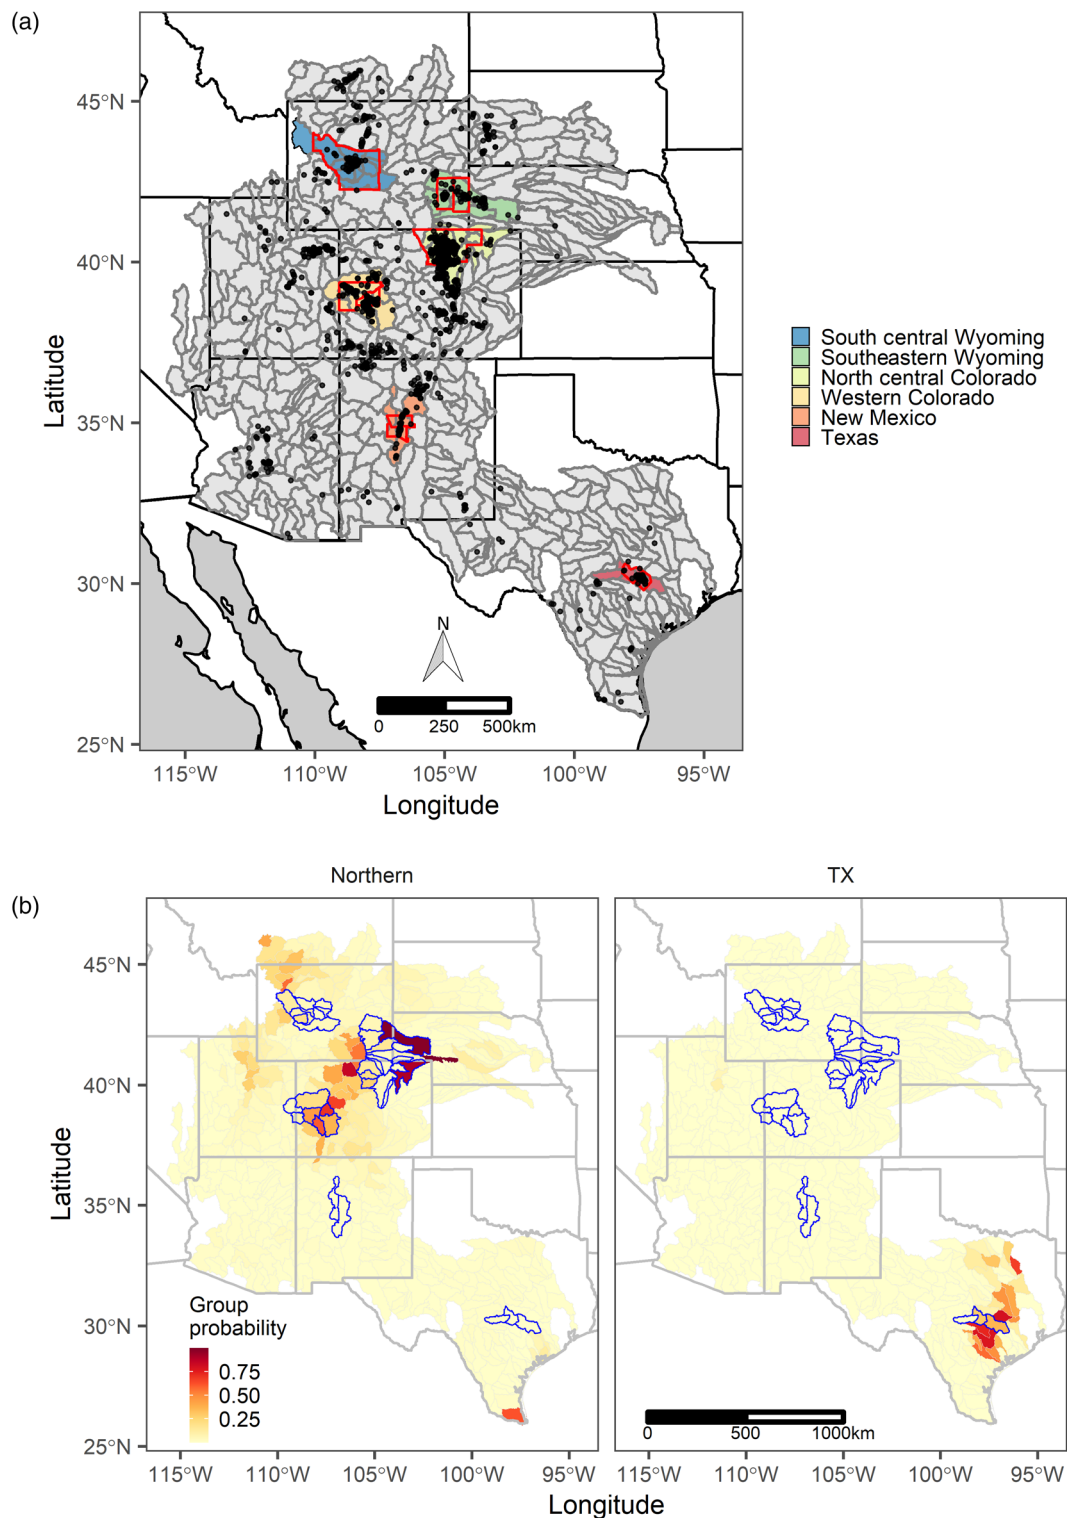 (a)
45°N
40°N
35°N
30°N
25°N
Latitude
N
0 250 500km
115°W 110°W 105°W 100°W 95°W
Longitude
South central Wyoming
Southeastern Wyoming
North central Colorado
Western Colorado
New Mexico
Texas
(b)
Northern
TX
45°N
40°N
35°N
30°N
25°N
Latitude
Group
probability
0.75
0.50
0.25
0 500 1000km
115°W 110°W 105°W 100°W 95°W
115°W 110°W 105°W 100°W 95°W
Longitude